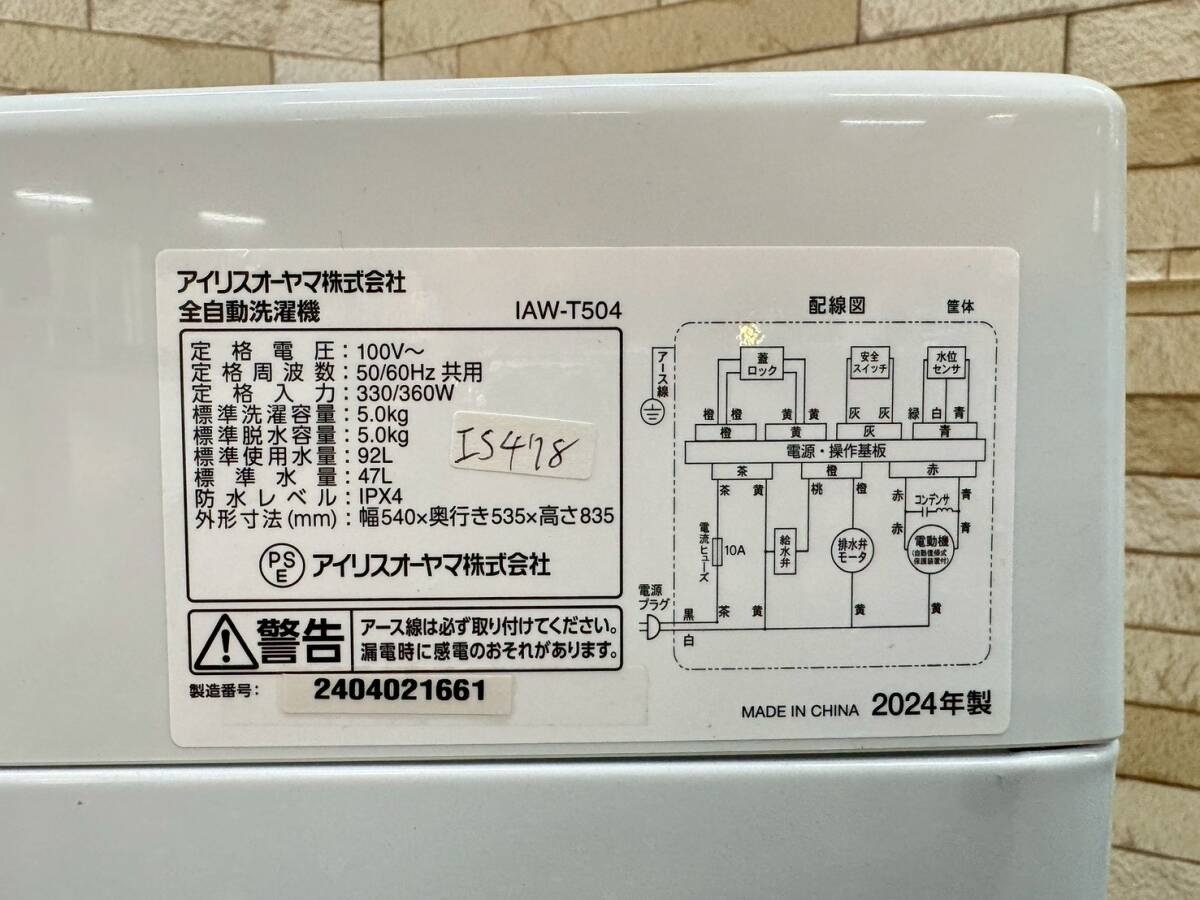 アイリスオーヤマ株式会社
全自動洗濯機 IAW-T504
定格電圧：100V～
定格周波数：50/60Hz 共用
定格入力：330/360W
標準洗濯容量：5.0kg
標準脱水容量：5.0kg
標準使用水量：92L
標準水量：47L
防水レベル：IPX4
外形寸法(mm)：幅540×奥行き535×高さ835
IS478
PSE アイリスオーヤマ株式会社
警告
アース線は必ず取り付けてください。
漏電時に感電のおそれがあります。
製造番号： 2404021661
配線図 筐体
アース線
蓋ロック
安全スイッチ
水位センサ
橙 橙 黄 黄 灰 灰 緑 白 青
橙 黄 灰 青
電源・操作基板
茶 橙 赤
茶 黄 桃 橙 赤 青
コンデンサ
赤 青
電流ヒューズ
10A
給水弁
排水弁モータ
電動機
(自動復帰式保護装置付)
電源プラグ
黒 茶 黄 黄 黄
白
MADE IN CHINA 2024年製